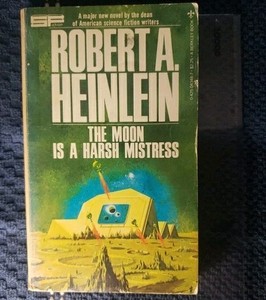 SF
A major new novel by the dean
of American science fiction writers
ROBERT A.
HEINLEIN
THE MOON
IS A HARSH MISTRESS